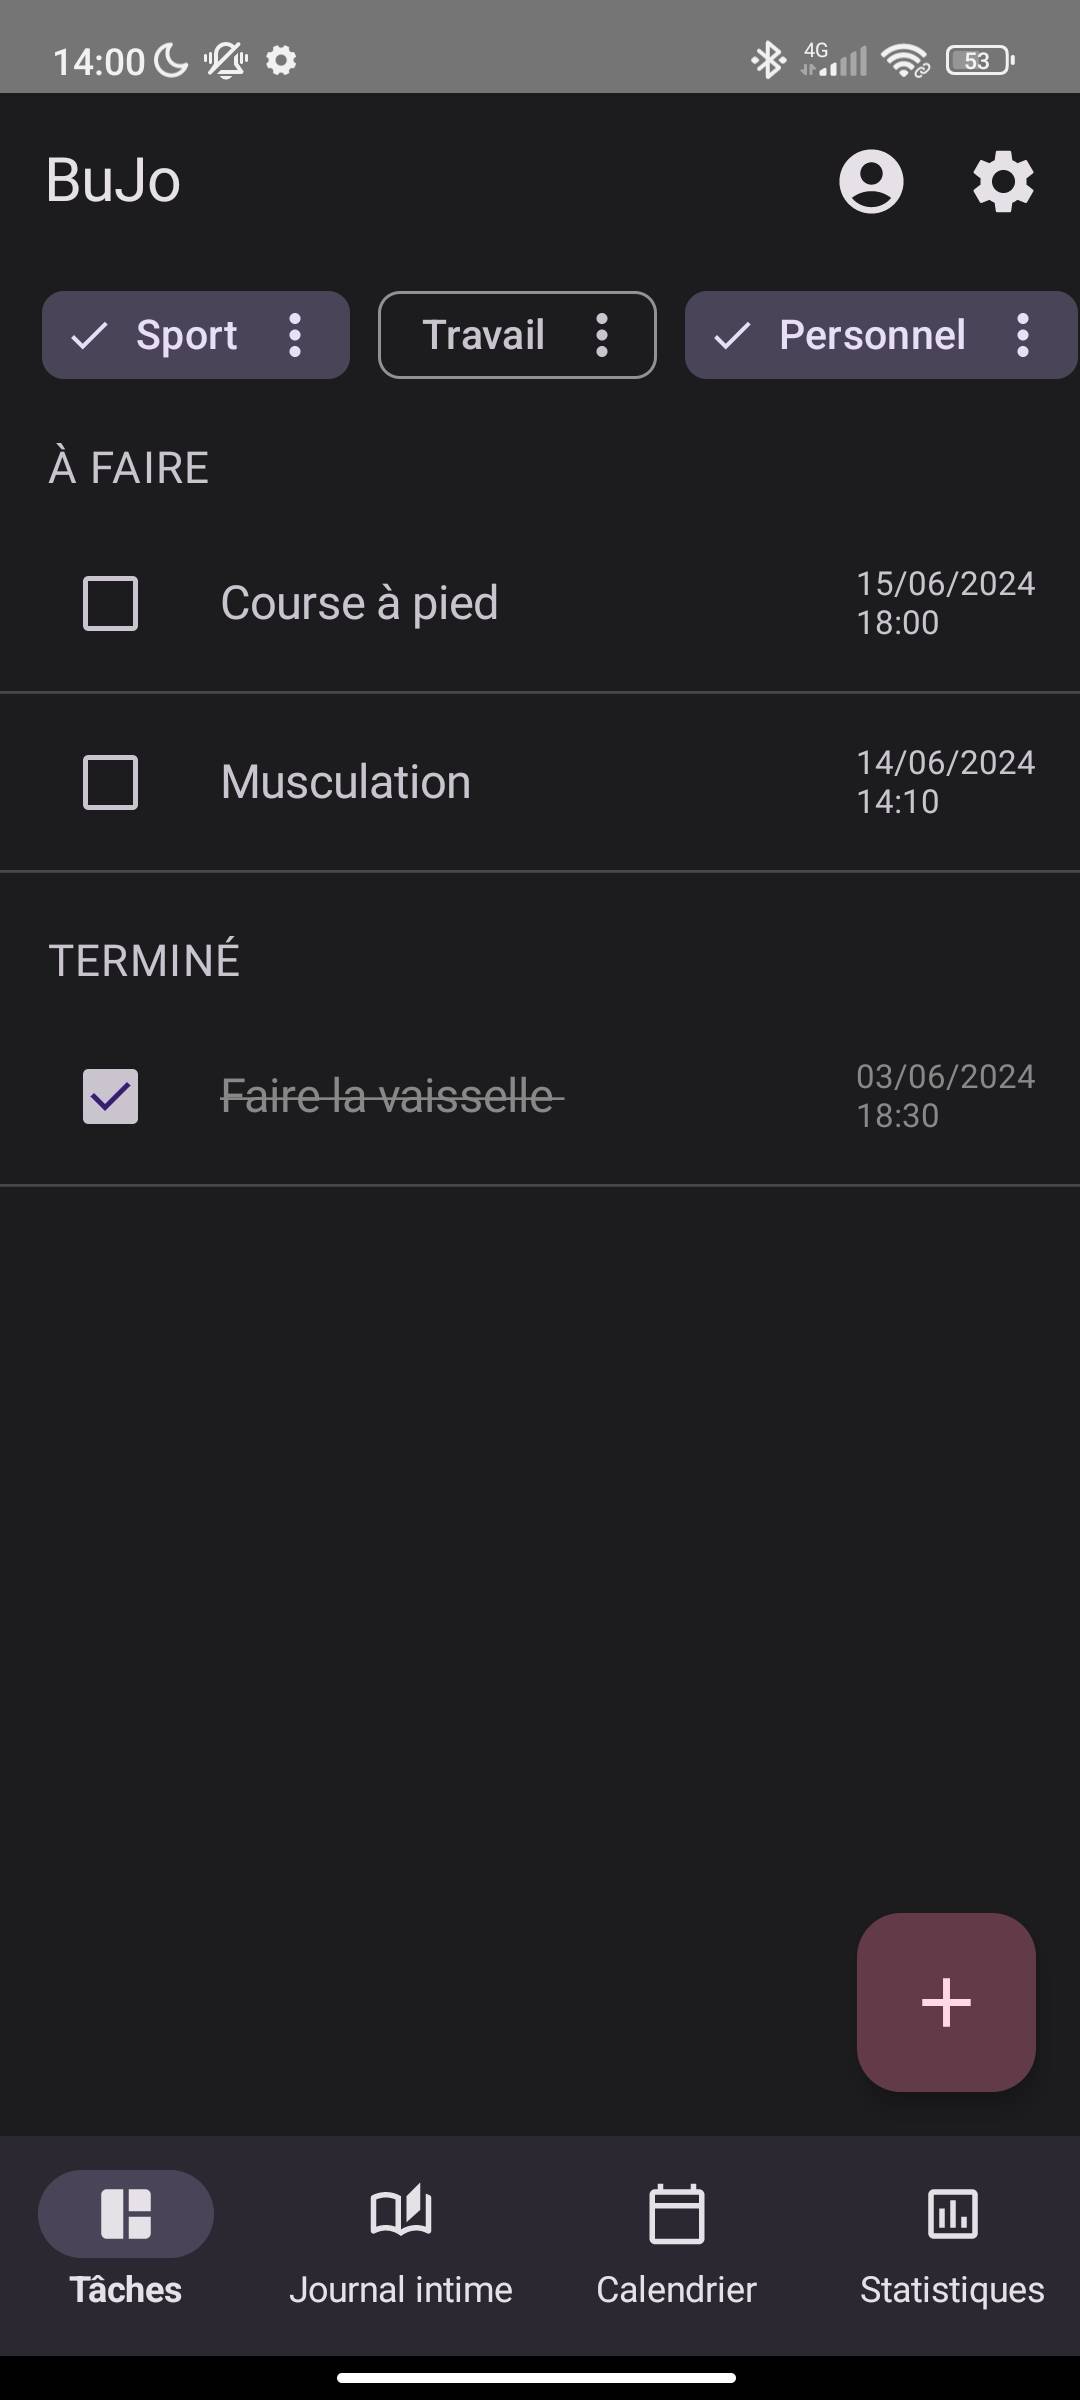 14:00
4G
53
BuJo
Sport
Travail
Personnel
À FAIRE
Course à pied
15/06/2024
18:00
Musculation
14/06/2024
14:10
TERMINÉ
Faire la vaisselle
03/06/2024
18:30
Tâches
Journal intime
Calendrier
Statistiques